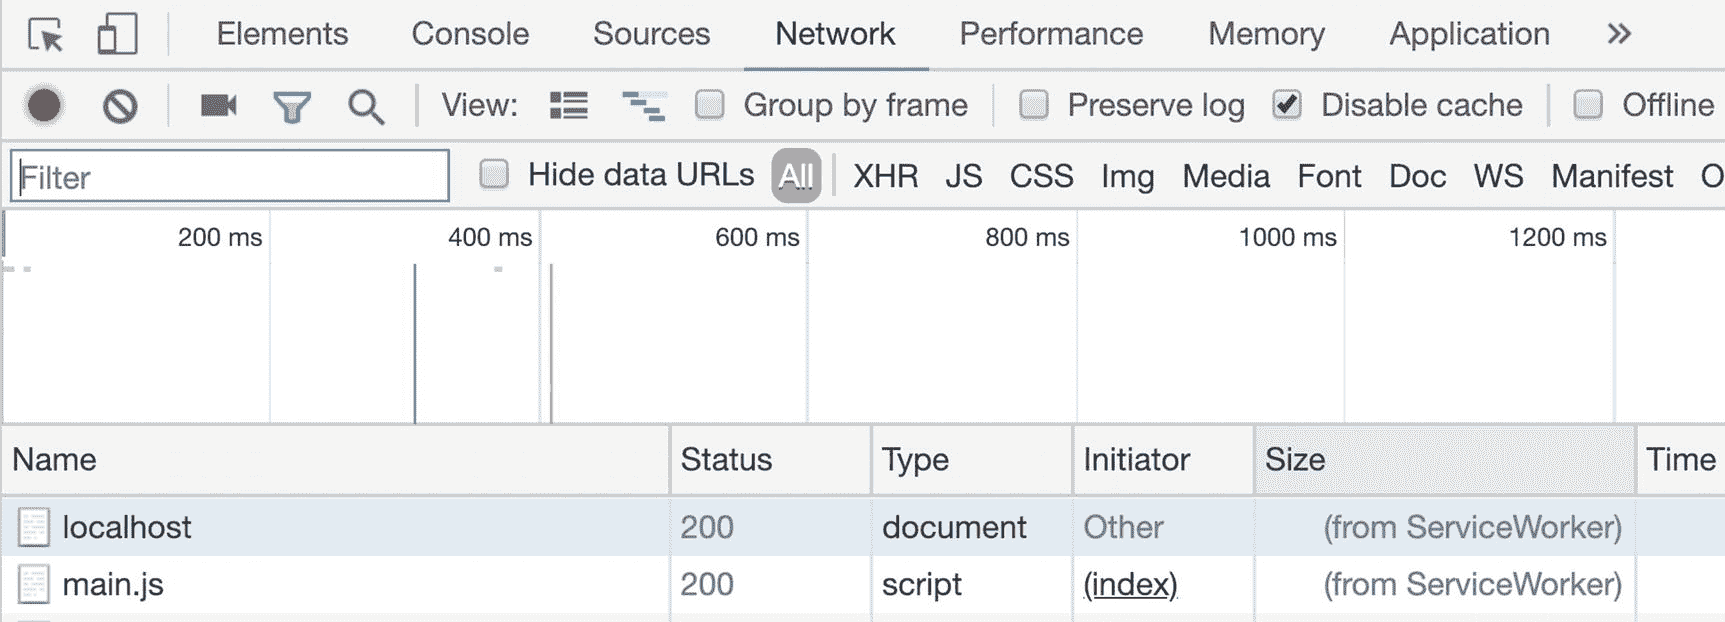 Elements Console Sources Network Performance Memory Application »
View: Group by frame Preserve log Disable cache Offline
Filter Hide data URLs All XHR JS CSS Img Media Font Doc WS Manifest O
200 ms 400 ms 600 ms 800 ms 1000 ms 1200 ms
Name Status Type Initiator Size Time
localhost 200 document Other (from ServiceWorker)
main.js 200 script (index) (from ServiceWorker)